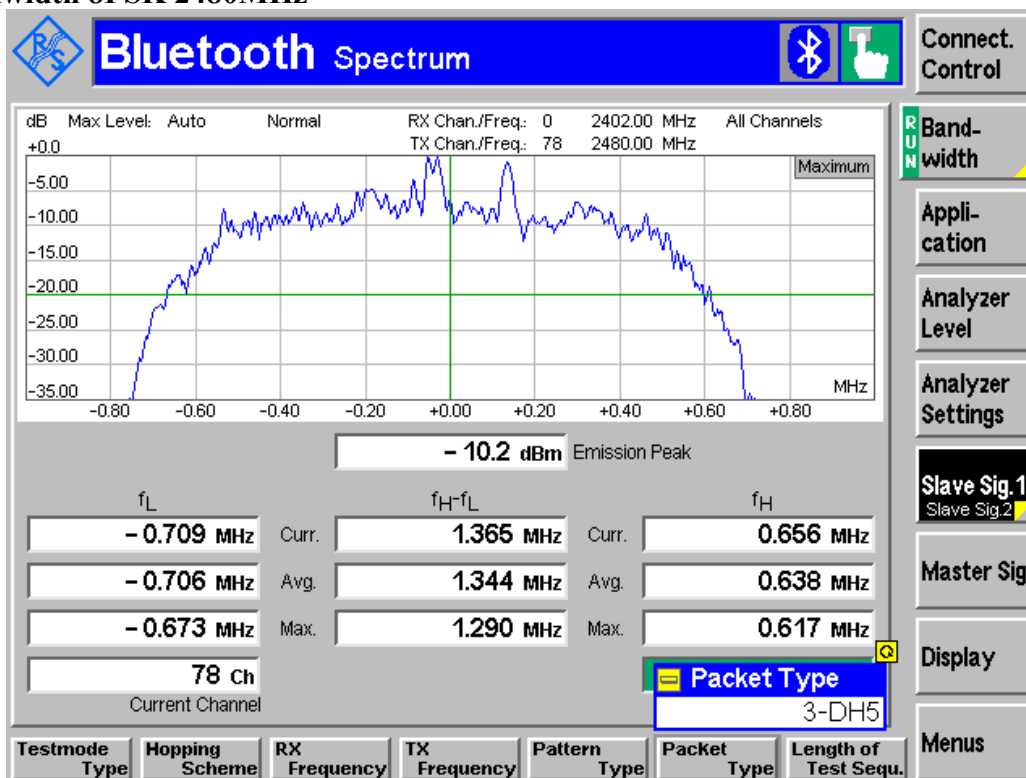 width of SK 2480MHz
R&S Bluetooth Spectrum
Connect. Control
dB Max Level: Auto Normal RX Chan./Freq.: 0 2402.00 MHz All Channels
+0.0 TX Chan./Freq.: 78 2480.00 MHz
Maximum
-5.00
-10.00
-15.00
-20.00
-25.00
-30.00
-35.00 MHz
-0.80 -0.60 -0.40 -0.20 +0.00 +0.20 +0.40 +0.60 +0.80
RUN Band-width
Appli-cation
Analyzer Level
Analyzer Settings
Slave Sig.1
Slave Sig.2
Master Sig
Display
Menus
– 10.2 dBm Emission Peak
fL fH-fL fH
– 0.709 MHz Curr. 1.365 MHz Curr. 0.656 MHz
– 0.706 MHz Avg. 1.344 MHz Avg. 0.638 MHz
– 0.673 MHz Max. 1.290 MHz Max. 0.617 MHz
78 Ch
Current Channel
Packet Type
3-DH5
Testmode Type
Hopping Scheme
RX Frequency
TX Frequency
Pattern Type
Packet Type
Length of Test Sequ.